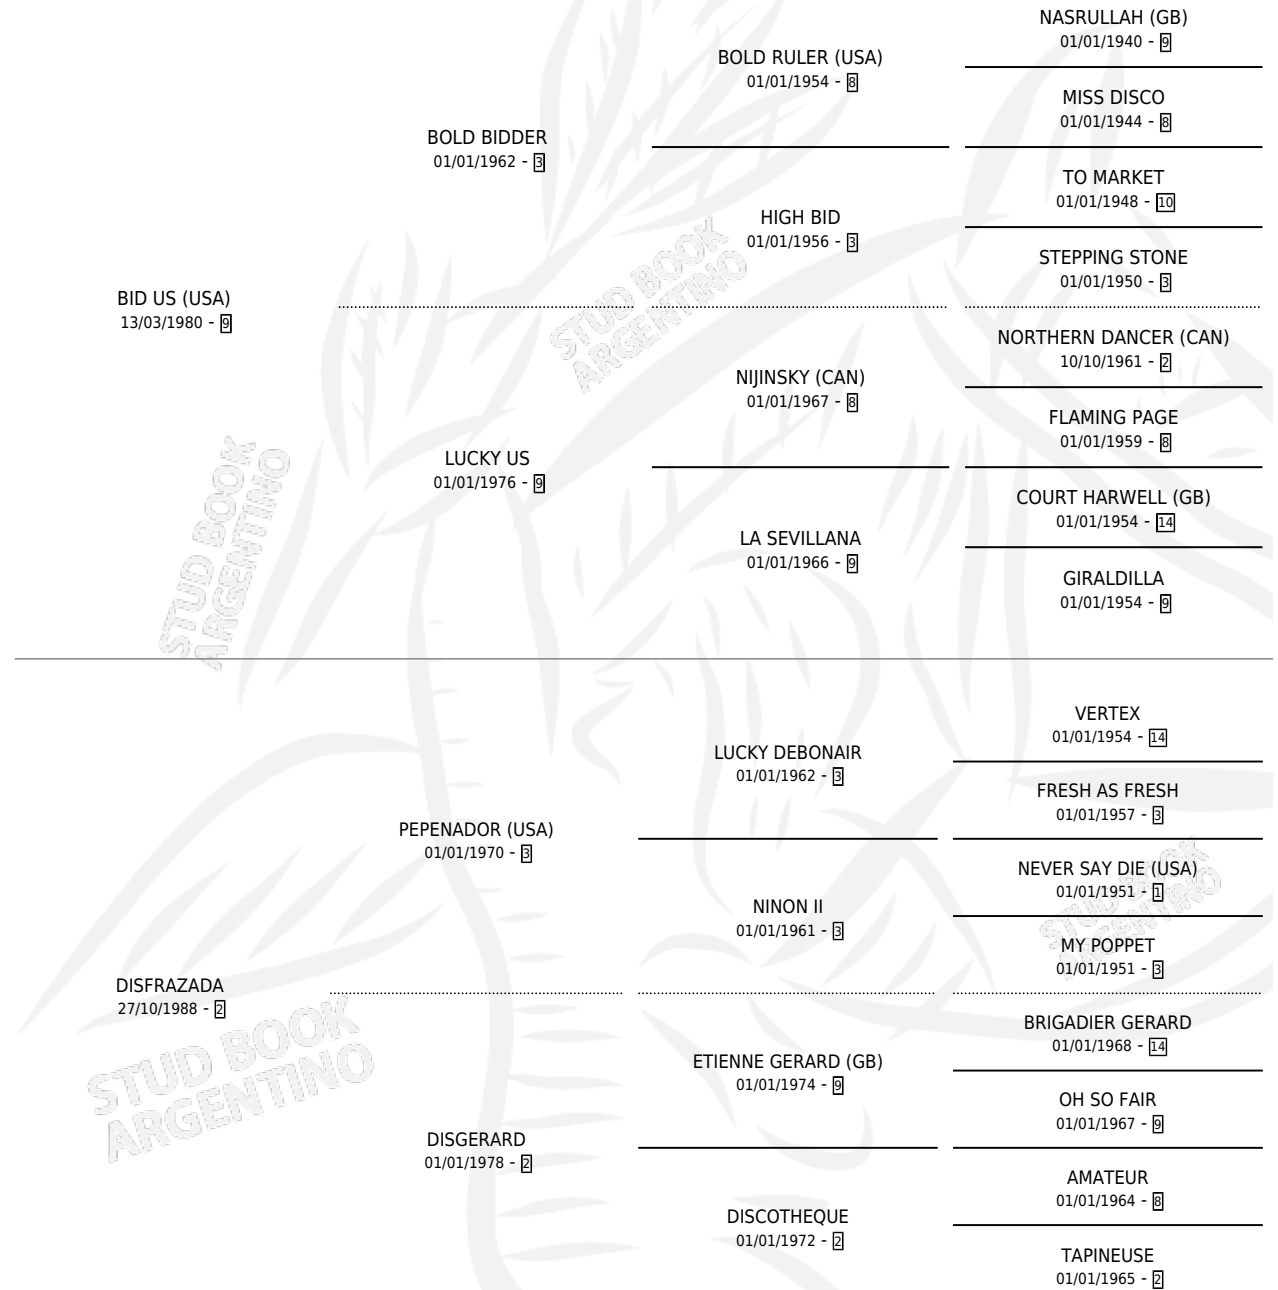 NASRULLAH (GB)
01/01/1940 - 9
BOLD RULER (USA)
01/01/1954 - 8
MISS DISCO
01/01/1944 - 8
BOLD BIDDER
01/01/1962 - 3
TO MARKET
01/01/1948 - 10
HIGH BID
01/01/1956 - 3
STEPPING STONE
01/01/1950 - 3
BID US (USA)
13/03/1980 - 9
NORTHERN DANCER (CAN)
10/10/1961 - 2
NIJINSKY (CAN)
01/01/1967 - 8
FLAMING PAGE
01/01/1959 - 8
LUCKY US
01/01/1976 - 9
COURT HARWELL (GB)
01/01/1954 - 14
LA SEVILLANA
01/01/1966 - 9
GIRALDILLA
01/01/1954 - 9
VERTEX
01/01/1954 - 14
LUCKY DEBONAIR
01/01/1962 - 3
FRESH AS FRESH
01/01/1957 - 3
PEPENADOR (USA)
01/01/1970 - 3
NEVER SAY DIE (USA)
01/01/1951 - 1
NINON II
01/01/1961 - 3
MY POPPET
01/01/1951 - 3
DISFRAZADA
27/10/1988 - 2
BRIGADIER GERARD
01/01/1968 - 14
ETIENNE GERARD (GB)
01/01/1974 - 9
OH SO FAIR
01/01/1967 - 9
DISGERARD
01/01/1978 - 2
AMATEUR
01/01/1964 - 8
DISCOTHEQUE
01/01/1972 - 2
TAPINEUSE
01/01/1965 - 2
STUD BOOK
ARGENTINO
STUD BOOK
ARGENTINO
STUD BOOK
ARGENTINO
STUD BOOK
ARGENTINO